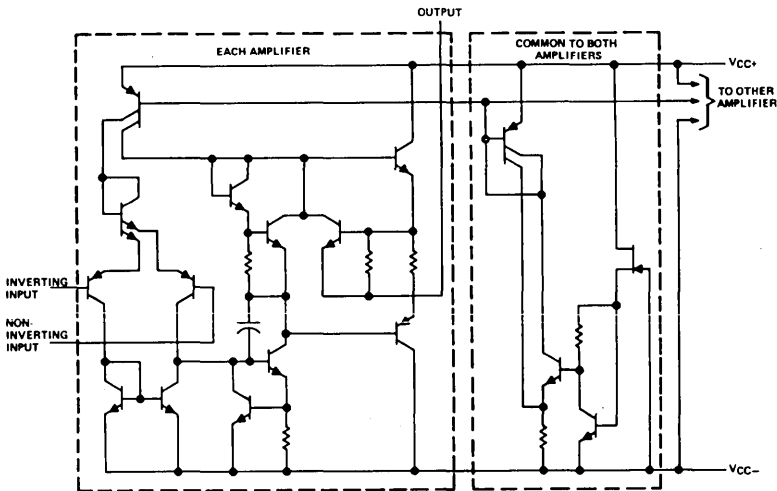 OUTPUT
EACH AMPLIFIER
COMMON TO BOTH
AMPLIFIERS
VCC+
TO OTHER
AMPLIFIER
INVERTING
INPUT
NON-
INVERTING
INPUT
VCC−